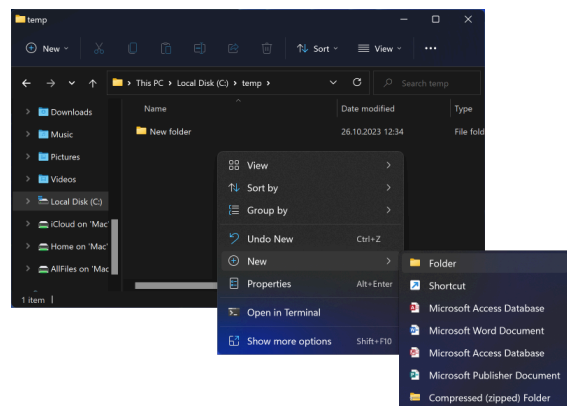 temp
New
Sort
View
This PC > Local Disk (C:) > temp >
Search temp
Downloads
Music
Pictures
Videos
Local Disk (C:)
iCloud on 'Mac'
Home on 'Mac'
AllFiles on 'Mac
Name
Date modified
Type
New folder
26.10.2023 12:34
File fold
1 item
View
Sort by
Group by
Undo New Ctrl+Z
New
Properties Alt+Enter
Open in Terminal
Show more options Shift+F10
Folder
Shortcut
Microsoft Access Database
Microsoft Word Document
Microsoft Access Database
Microsoft Publisher Document
Compressed (zipped) Folder